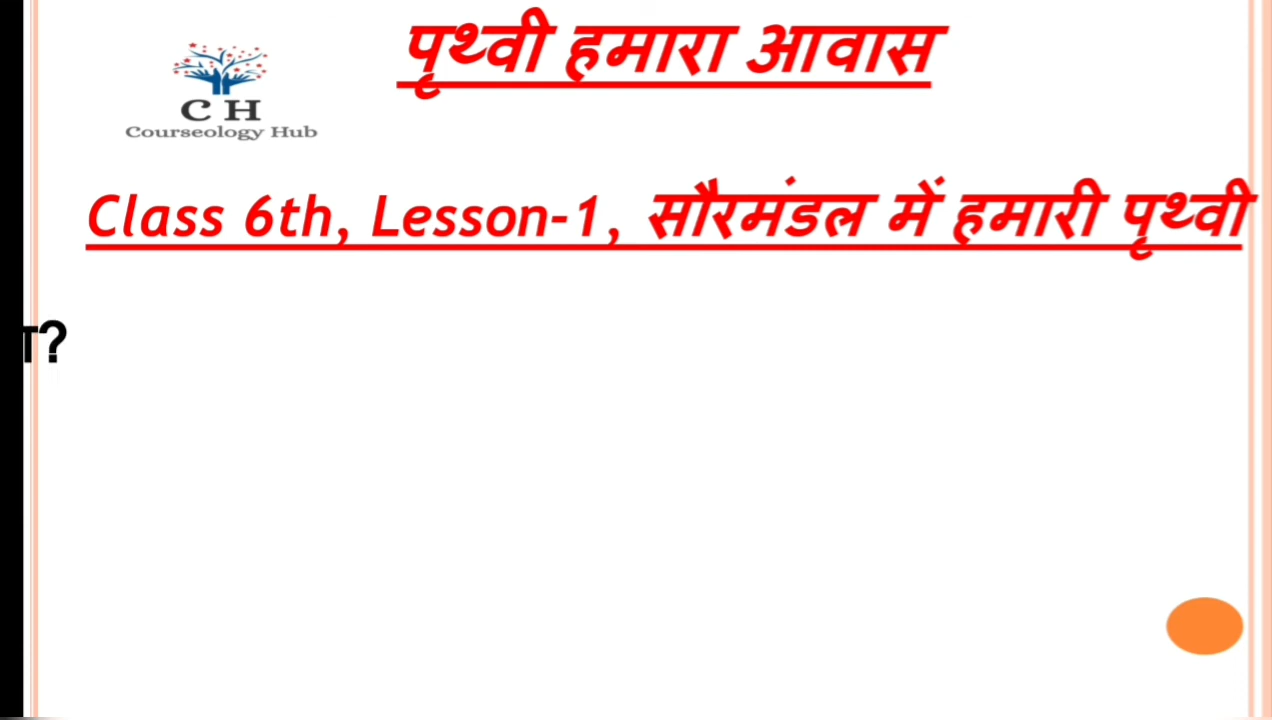 पृथ्वी हमारा आवास
C H
Courseology Hub
Class 6th, Lesson-1, सौरमंडल में हमारी पृथ्वी